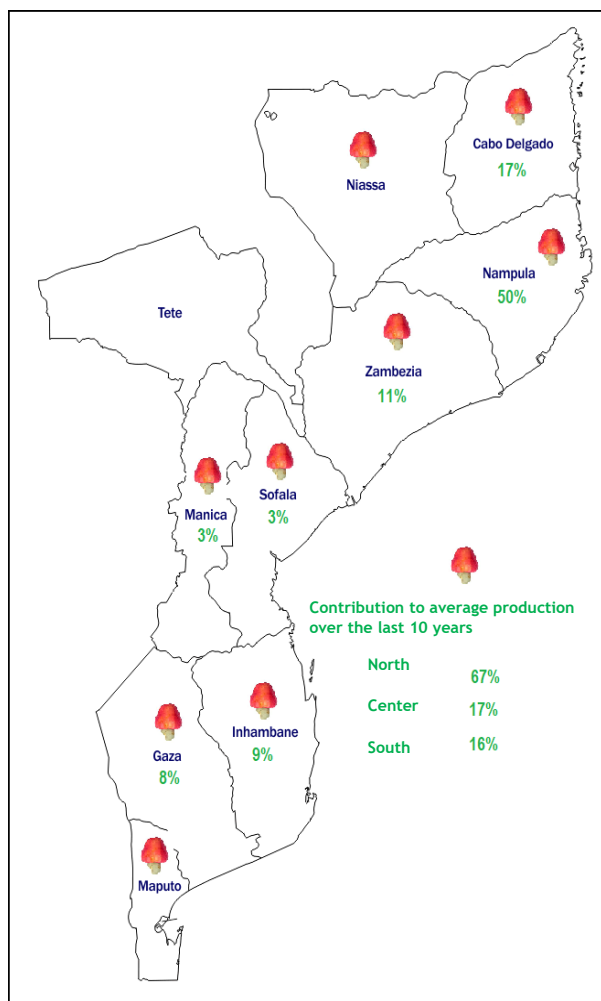 Cabo Delgado
17%
Niassa
Nampula
50%
Tete
Zambezia
11%
Sofala
3%
Manica
3%
Contribution to average production
over the last 10 years
North 67%
Center 17%
South 16%
Inhambane
9%
Gaza
8%
Maputo